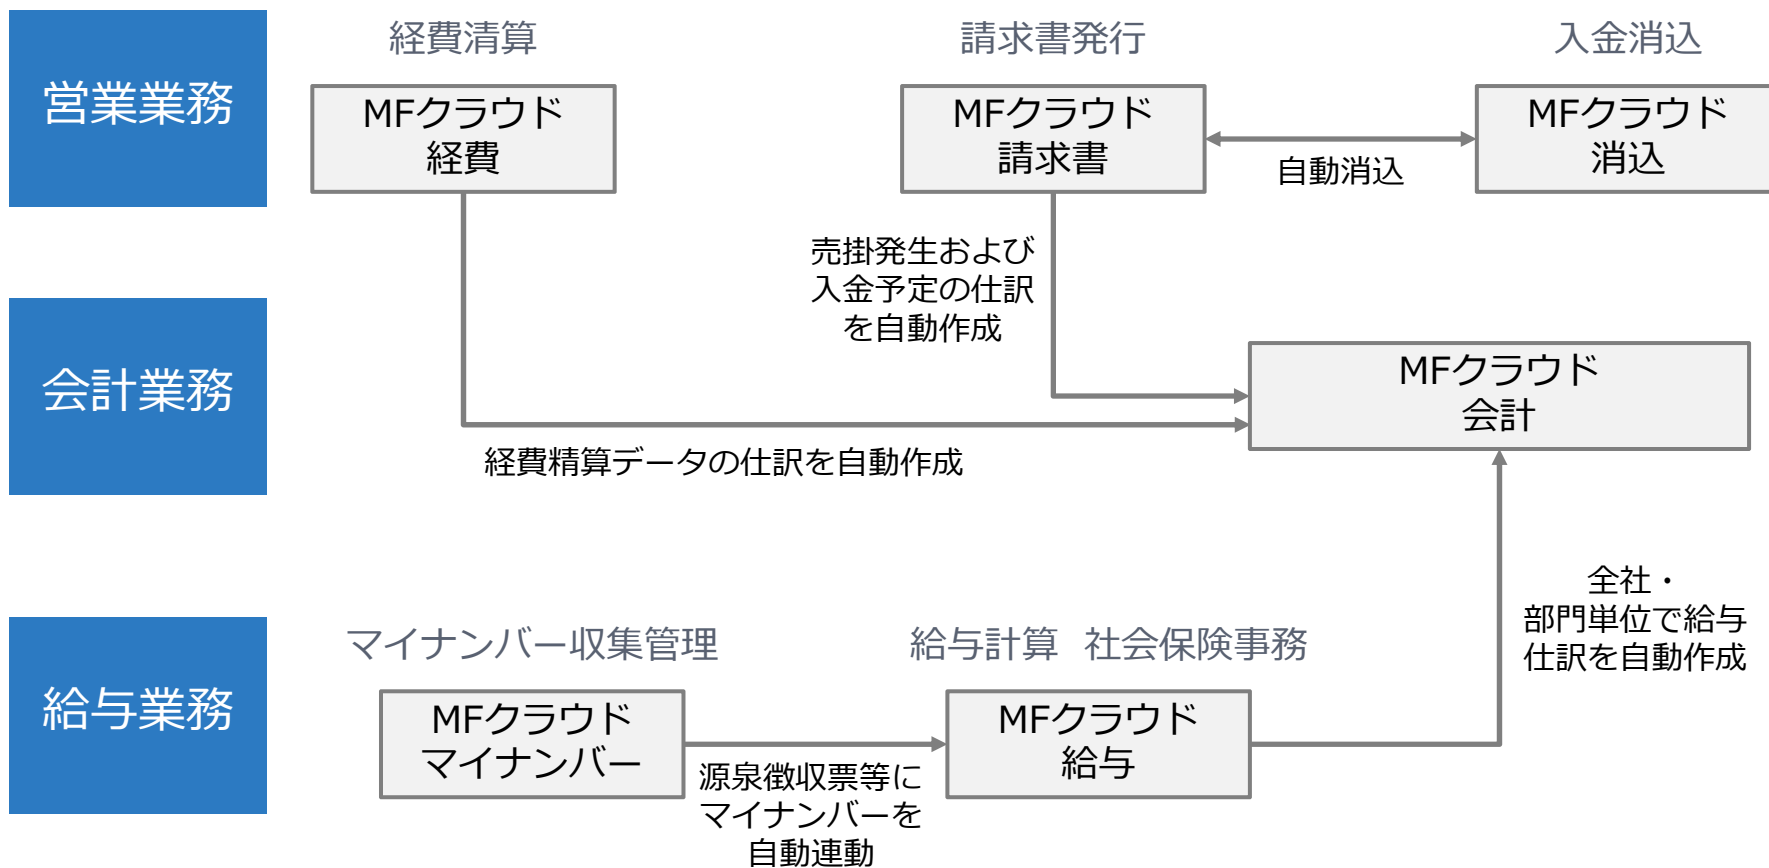 営業業務
経費清算
請求書発行
入金消込
MFクラウド
経費
MFクラウド
請求書
自動消込
MFクラウド
消込
売掛発生および
入金予定の仕訳
を自動作成
会計業務
MFクラウド
会計
経費精算データの仕訳を自動作成
全社・
部門単位で給与
仕訳を自動作成
給与業務
マイナンバー収集管理
給与計算 社会保険事務
MFクラウド
マイナンバー
源泉徴収票等に
マイナンバーを
自動連動
MFクラウド
給与